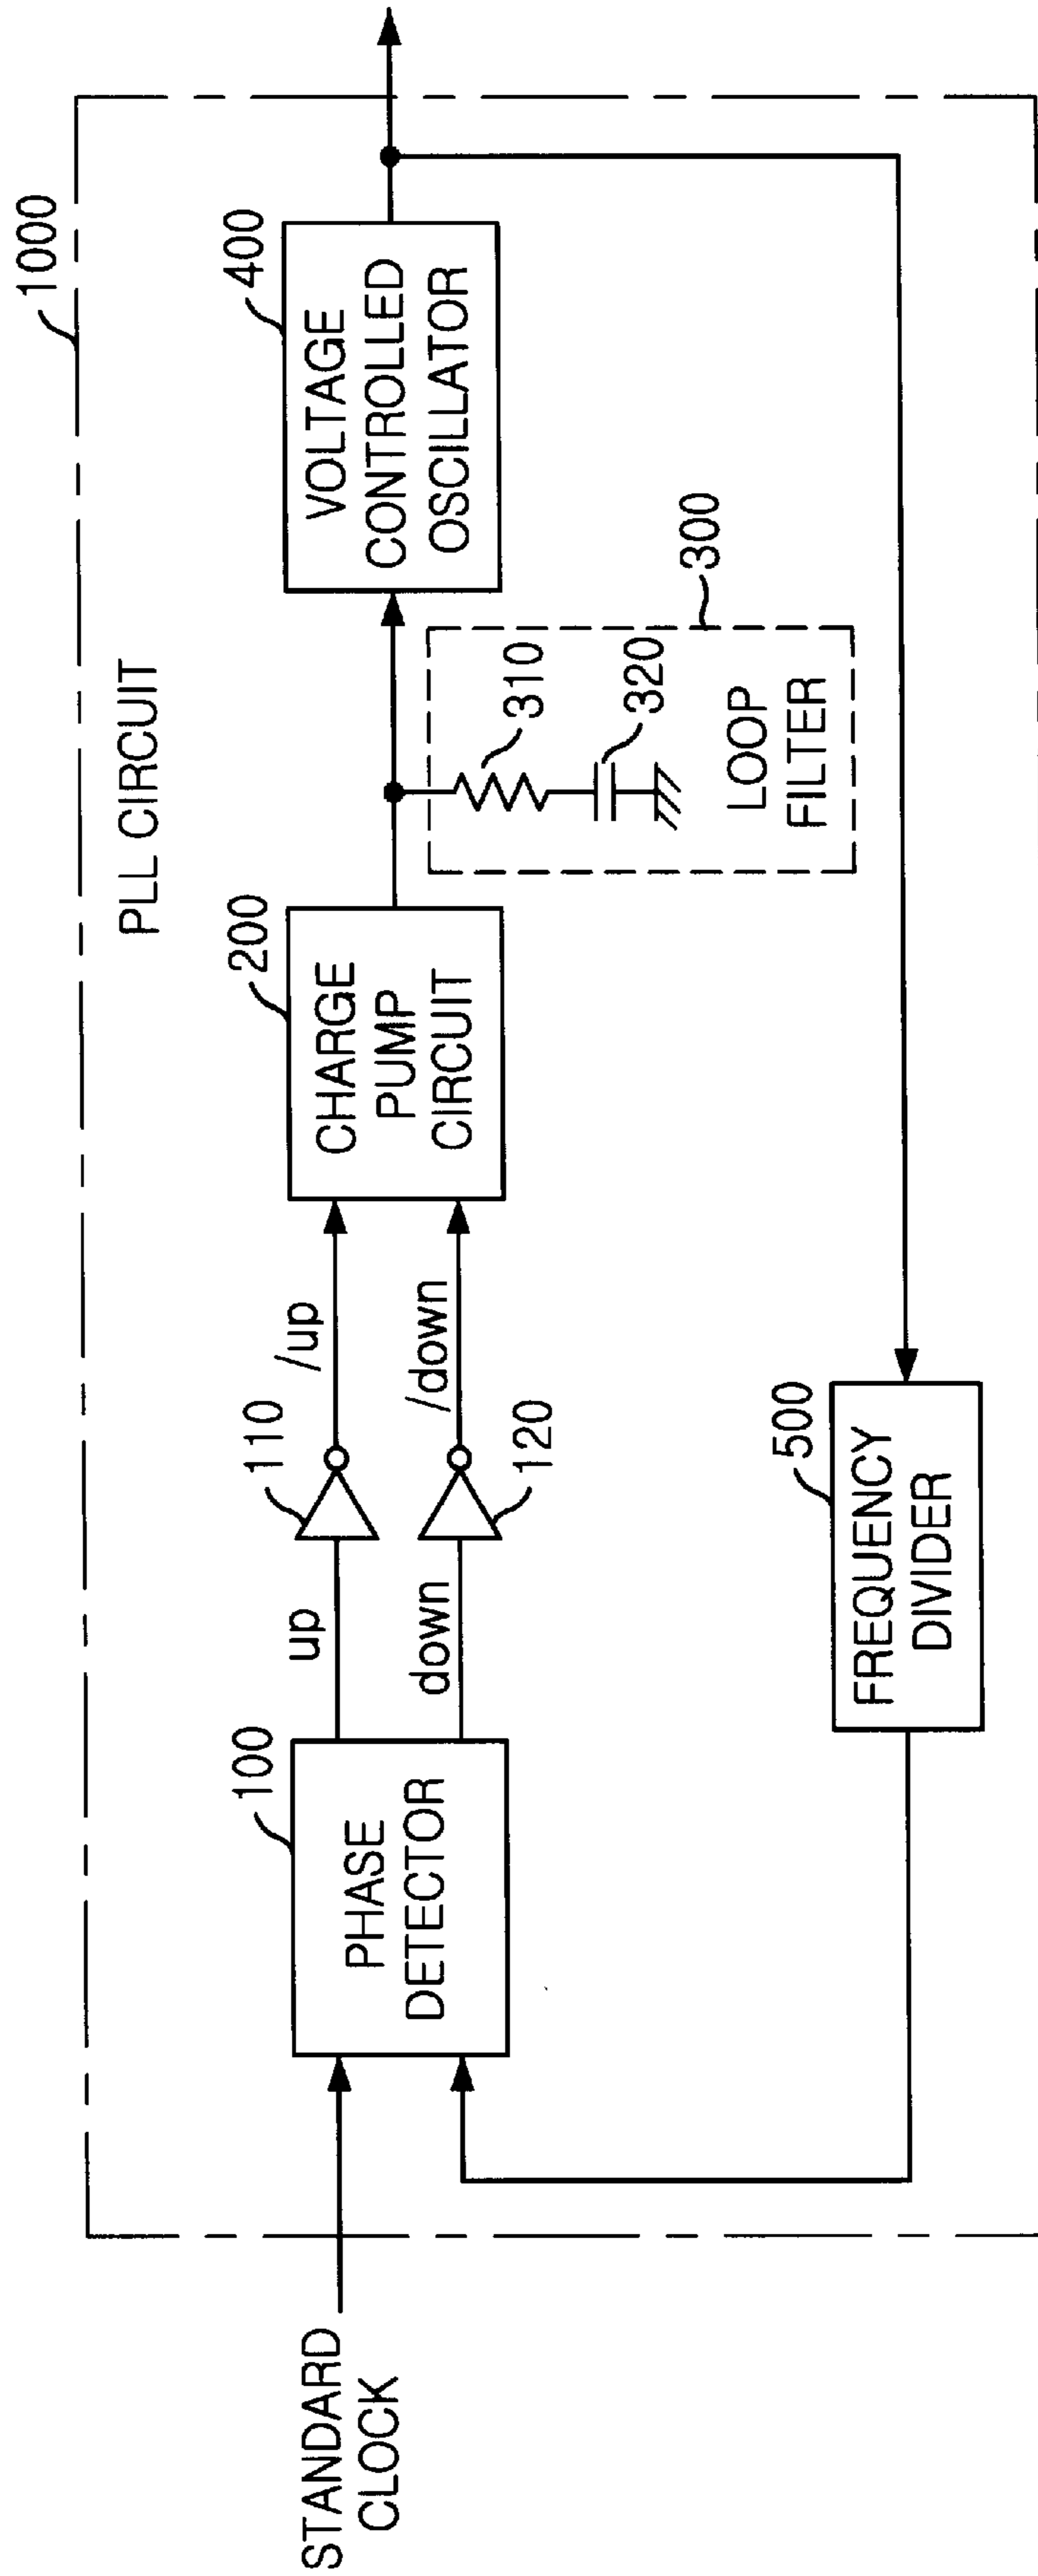 1000
PLL CIRCUIT
STANDARD
CLOCK
100
PHASE
DETECTOR
up
down
110
120
/up
/down
200
CHARGE
PUMP
CIRCUIT
310
320
LOOP
FILTER
300
400
VOLTAGE
CONTROLLED
OSCILLATOR
500
FREQUENCY
DIVIDER